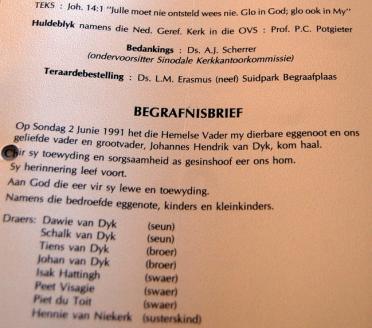 TEKS : Joh. 14:1 "Julle moet nie ontsteld wees nie. Glo in God; glo ook in My"
Huldeblyk namens die Ned. Geref. Kerk in die OVS : Prof. P.C. Potgieter
Bedankings : Ds. A.J. Scherrer
(ondervoorsitter Sinodale Kerkkantoorkommissie)
Teraardebestelling : Ds. L.M. Erasmus (neef) Suidpark Begraafplaas
BEGRAFNISBRIEF
Op Sondag 2 Junie 1991 het die Hemelse Vader my dierbare eggenoot en ons
geliefde vader en grootvader, Johannes Hendrik van Dyk, kom haal.
sy toewyding en sorgsaamheid as gesinshoof eer ons hom.
Sy herinnering leef voort.
Aan God die eer vir sy lewe en toewyding.
Namens die bedroefde eggenote, kinders en kleinkinders.
Draers: Dawie van Dyk (seun)
Schalk van Dyk (seun)
Tiens van Dyk (broer)
Johan van Dyk (broer)
Isak Hattingh (swaer)
Peet Visagie (swaer)
Piet du Toit (swaer)
Hennie van Niekerk (susterskind)